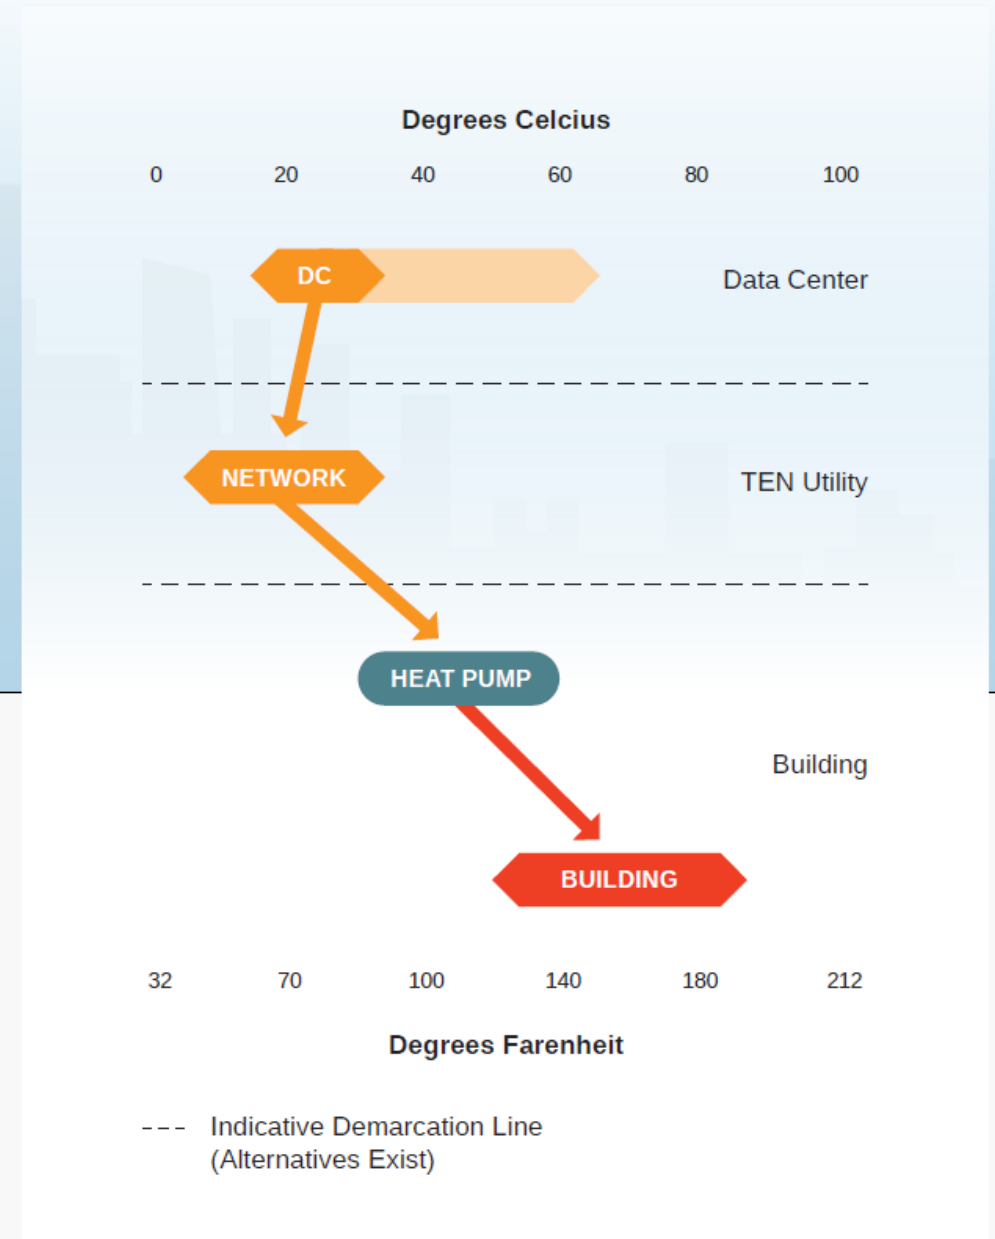 Degrees Celcius
0 20 40 60 80 100
DC
Data Center
NETWORK
TEN Utility
HEAT PUMP
Building
BUILDING
32 70 100 140 180 212
Degrees Farenheit
Indicative Demarcation Line
(Alternatives Exist)